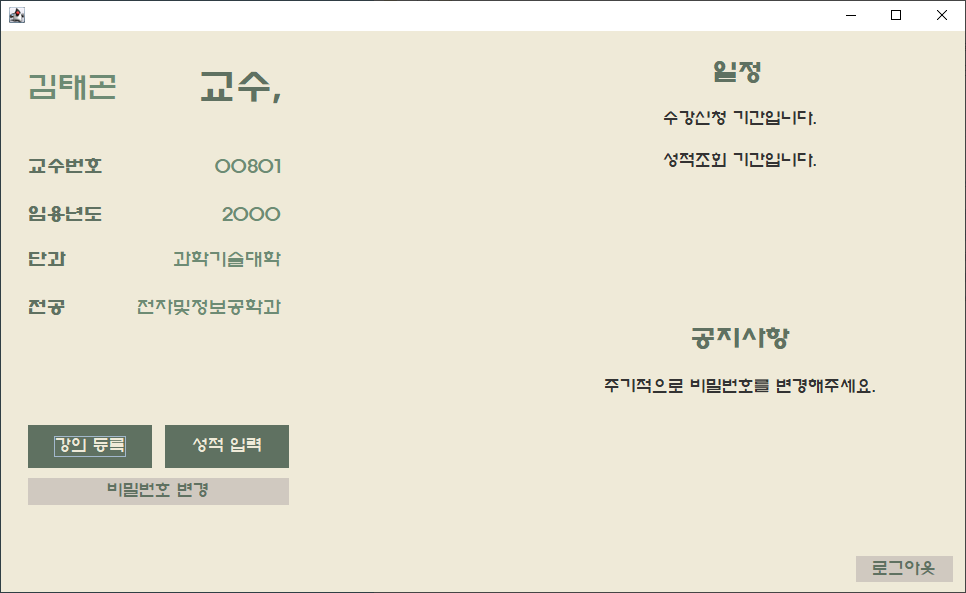 김태곤 교수,
교수번호 00801
임용년도 2000
단과 과학기술대학
전공 전자및정보공학과
강의 등록 성적 입력
비밀번호 변경
일정
수강신청 기간입니다.
성적조회 기간입니다.
공지사항
주기적으로 비밀번호를 변경해주세요.
로그아웃